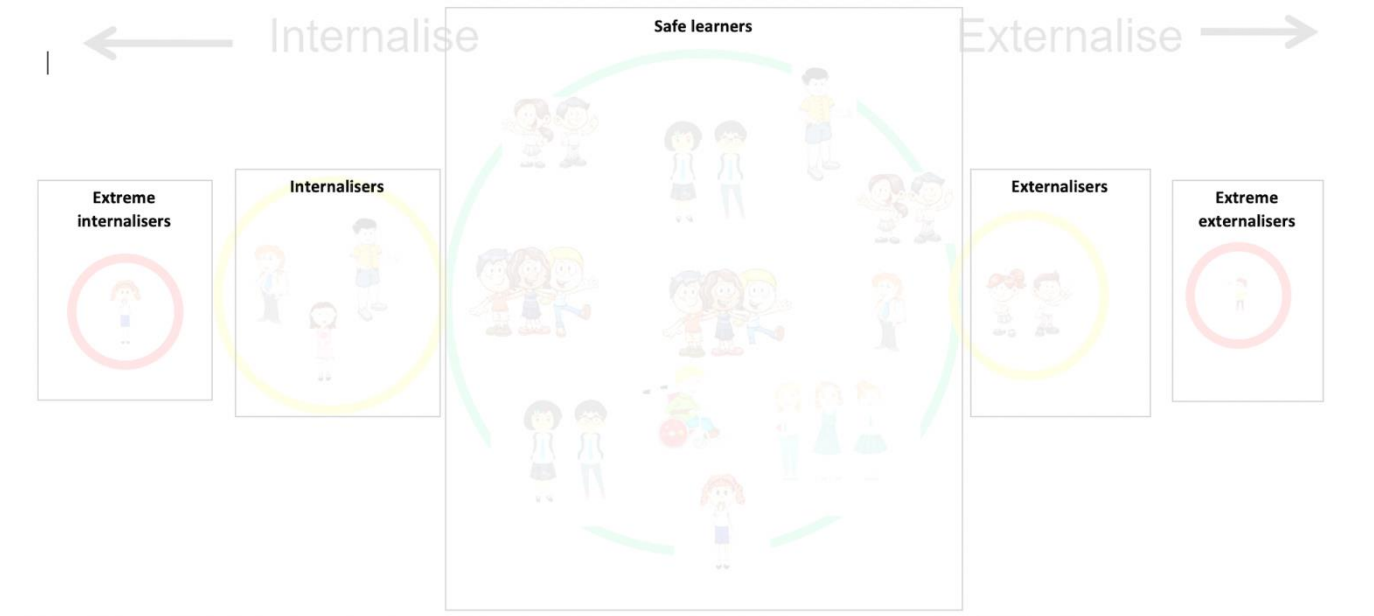 Internalise
Safe learners
Externalise
Extreme
internalisers
Internalisers
Externalisers
Extreme
externalisers